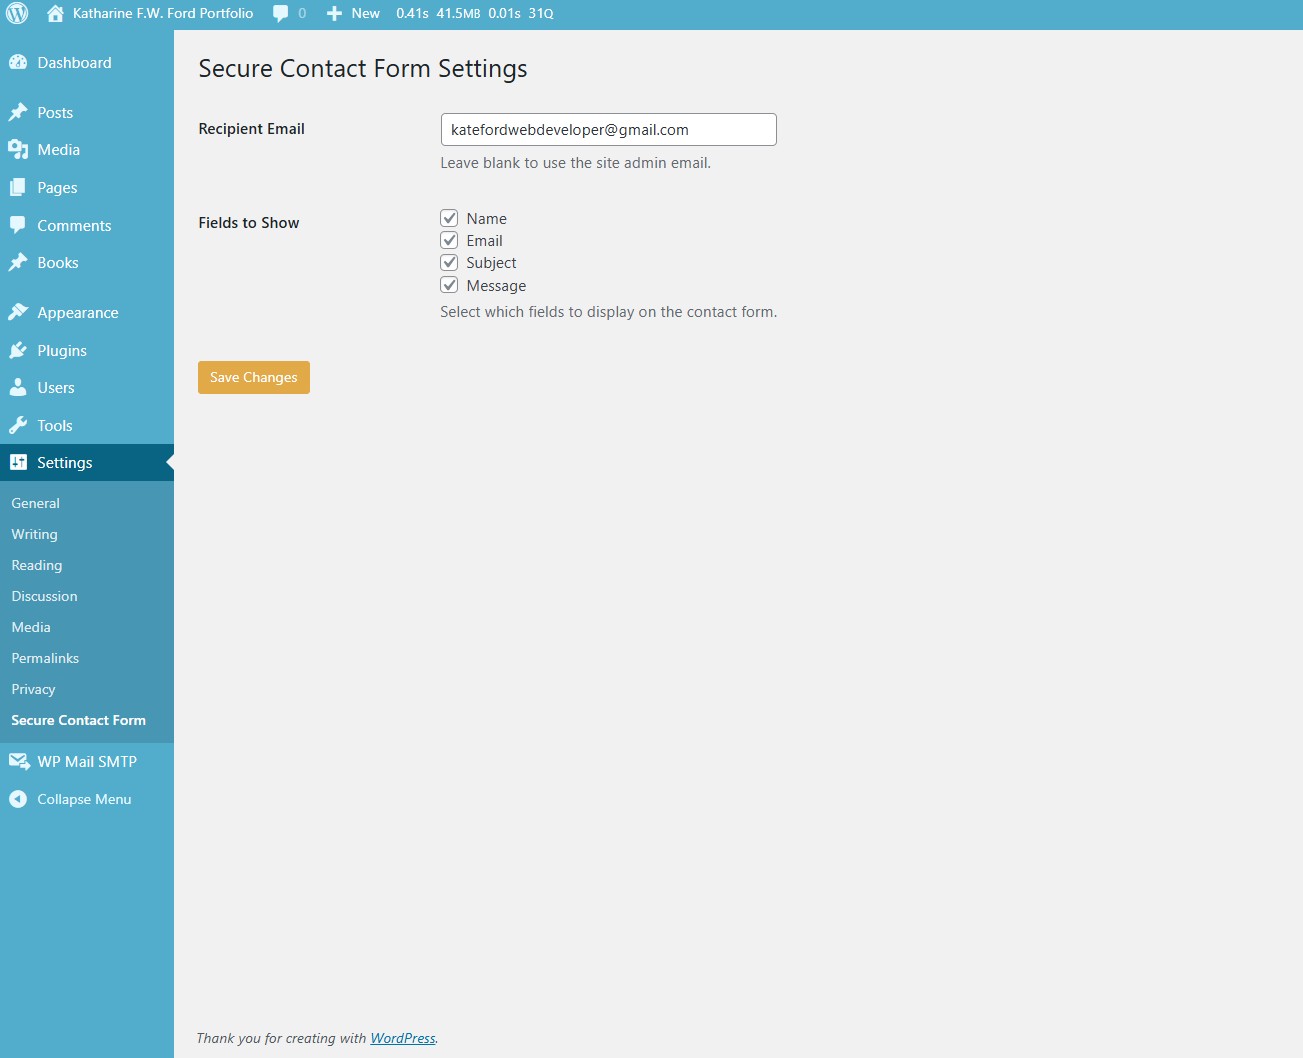 Katharine F.W. Ford Portfolio 0 New 0.41s 41.5MB 0.01s 31Q
Dashboard
Posts
Media
Pages
Comments
Books
Appearance
Plugins
Users
Tools
Settings
General
Writing
Reading
Discussion
Media
Permalinks
Privacy
Secure Contact Form
WP Mail SMTP
Collapse Menu
Secure Contact Form Settings
Recipient Email
katefordwebdeveloper@gmail.com
Leave blank to use the site admin email.
Fields to Show
Name
Email
Subject
Message
Select which fields to display on the contact form.
Save Changes
Thank you for creating with WordPress.